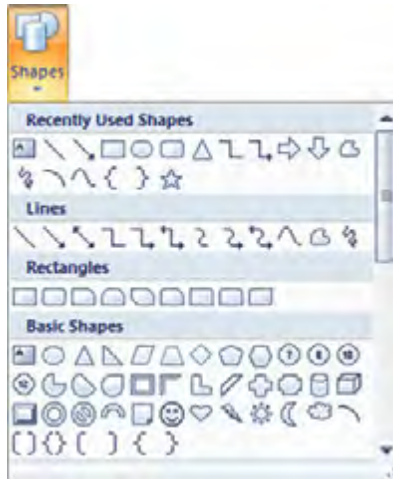 Shapes
Recently Used Shapes
Lines
Rectangles
Basic Shapes